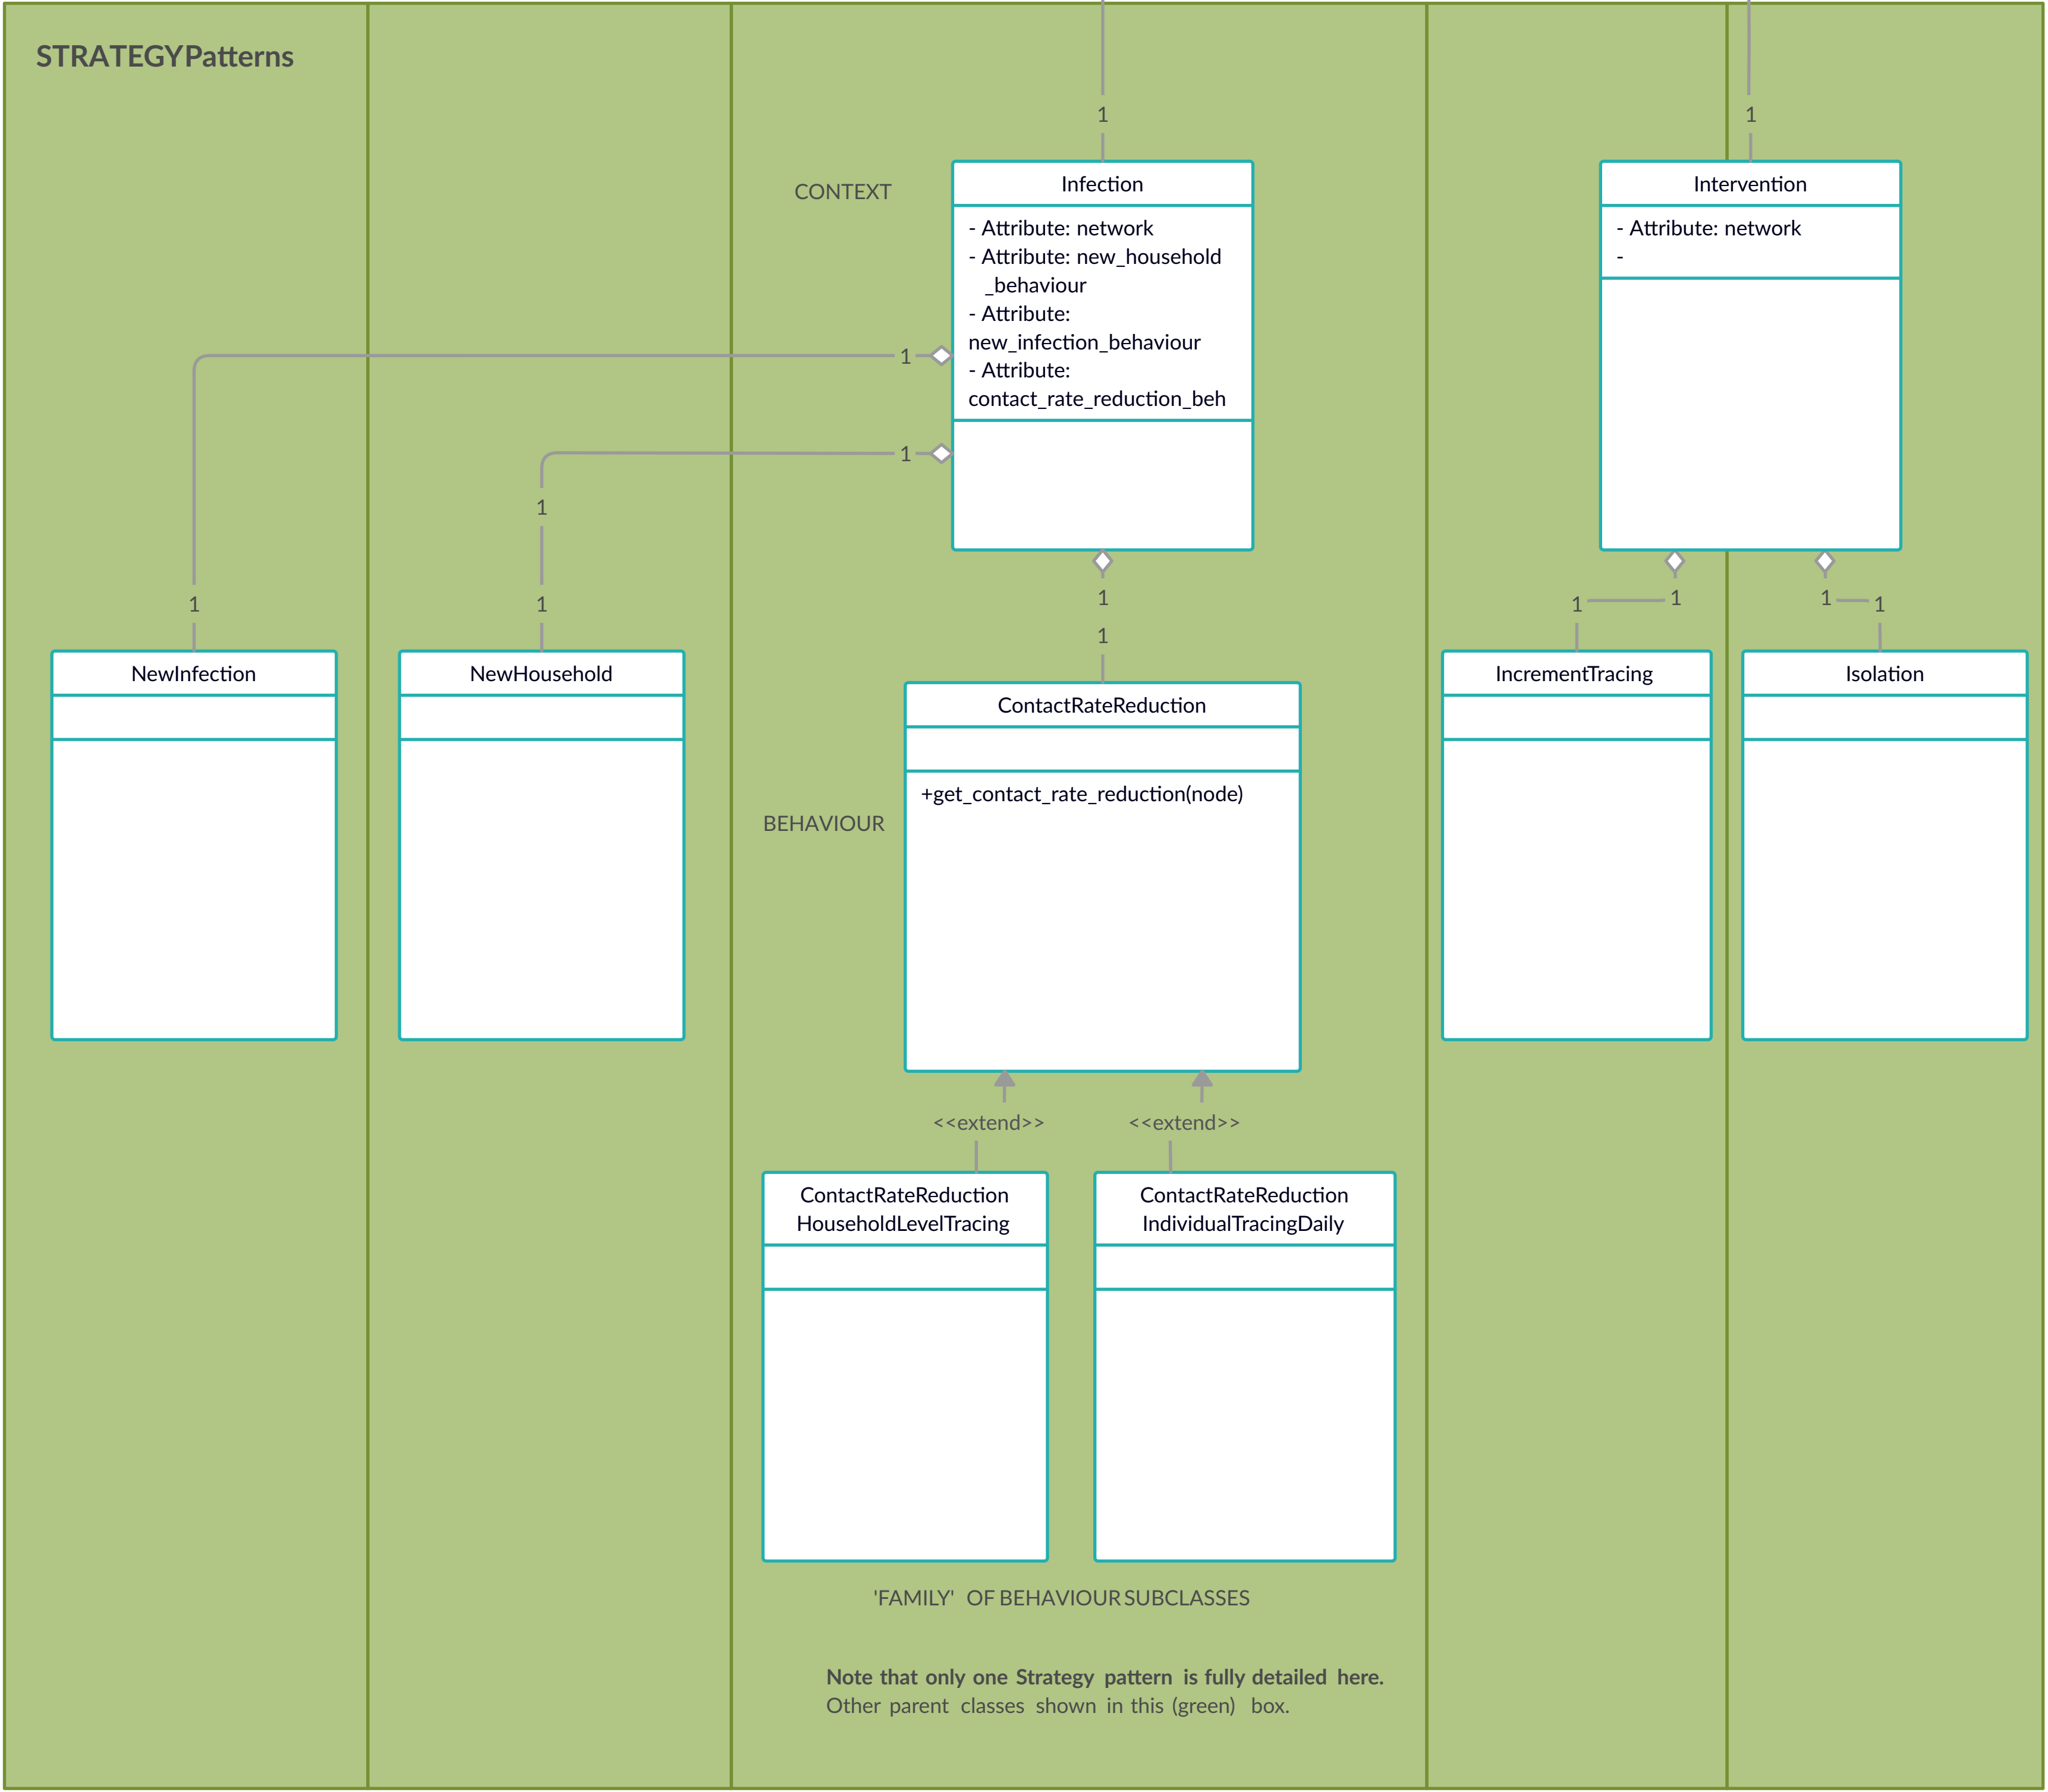 STRATEGY Patterns
1
1
CONTEXT
Infection
- Attribute: network
- Attribute: new_household
_behaviour
- Attribute:
new_infection_behaviour
- Attribute:
contact_rate_reduction_beh
Intervention
- Attribute: network
-
1
1
1
1
1
1
1
1
1
1
1
NewInfection
NewHousehold
ContactRateReduction
+get_contact_rate_reduction(node)
IncrementTracing
Isolation
BEHAVIOUR
<<extend>>
<<extend>>
ContactRateReduction
HouseholdLevelTracing
ContactRateReduction
IndividualTracingDaily
'FAMILY' OF BEHAVIOUR SUBCLASSES
Note that only one Strategy pattern is fully detailed here.
Other parent classes shown in this (green) box.